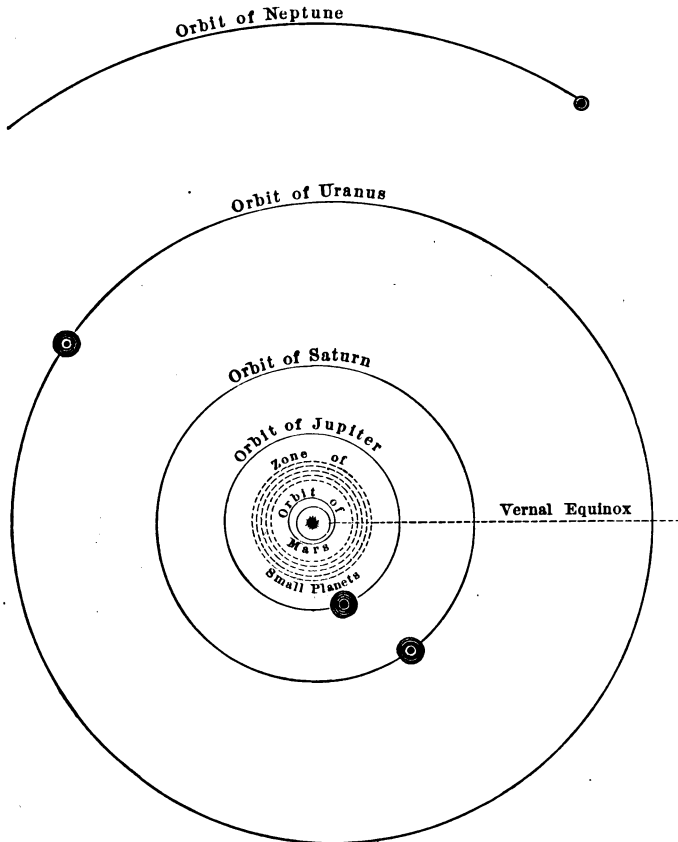 Orbit of Neptune
Orbit of Uranus
Orbit of Saturn
Orbit of Jupiter
Zone of
Orbit of
Mars
Small Planets
Vernal Equinox